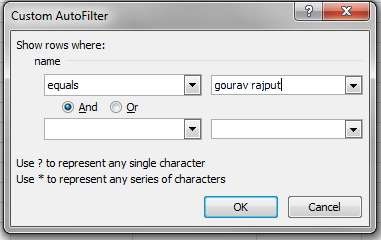 Custom AutoFilter
Show rows where:
name
equals gourav rajput
And Or
Use ? to represent any single character
Use * to represent any series of characters
OK Cancel